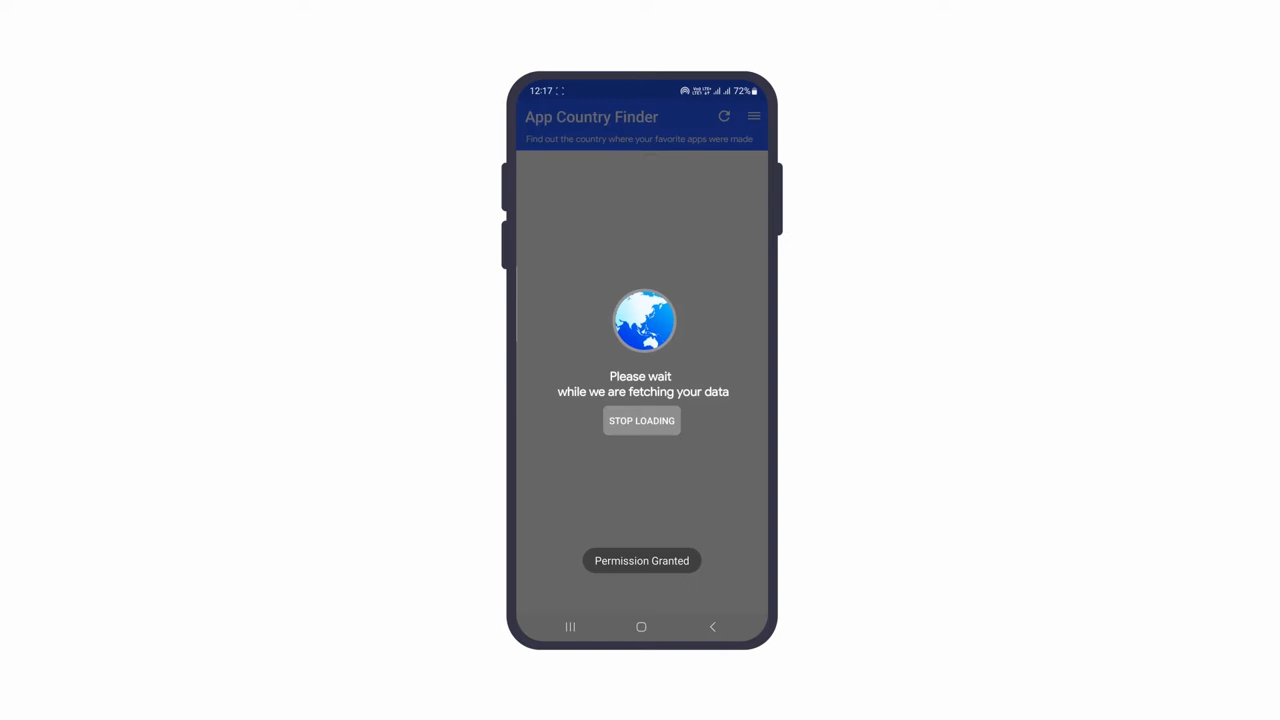 12:17
72%
App Country Finder
Find out the country where your favorite apps were made
Please wait
while we are fetching your data
STOP LOADING
Permission Granted